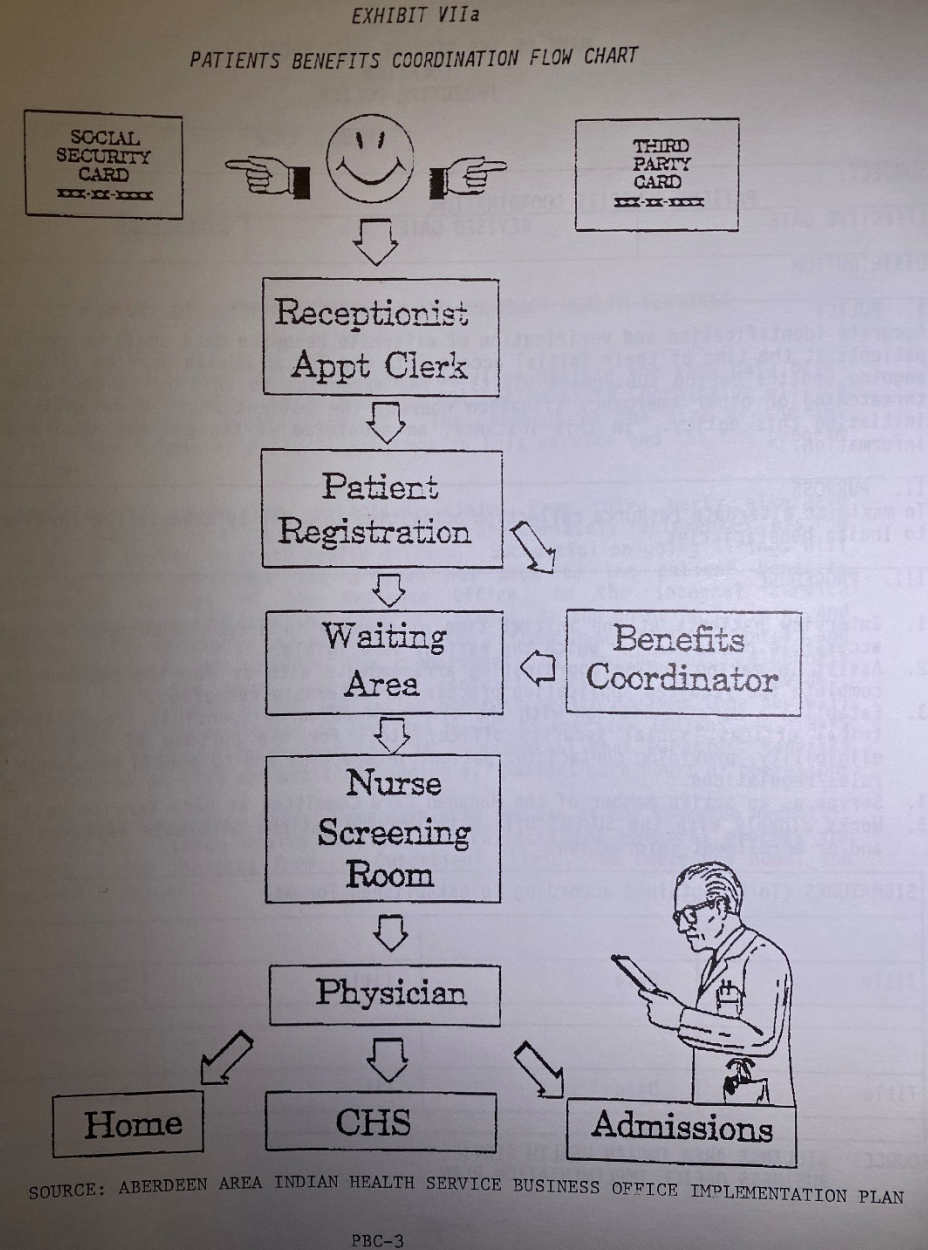 EXHIBIT VIIa
PATIENTS BENEFITS COORDINATION FLOW CHART
SOCIAL
SECURITY
CARD
xxx-xx-xxxx
THIRD
PARTY
CARD
xxx-xx-xxxx
Receptionist
Appt Clerk
Patient
Registration
Waiting
Area
Benefits
Coordinator
Nurse
Screening
Room
Physician
Home
CHS
Admissions
SOURCE: ABERDEEN AREA INDIAN HEALTH SERVICE BUSINESS OFFICE IMPLEMENTATION PLAN
PBC-3